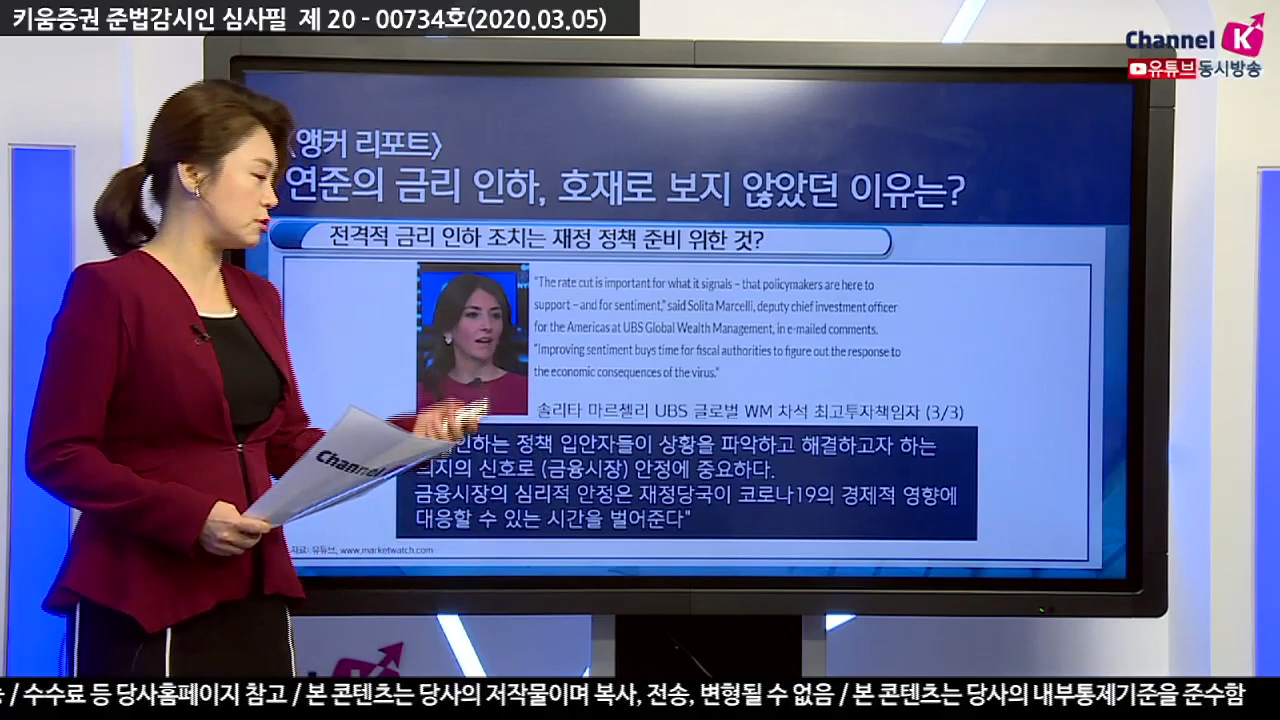 키움증권 준법감시인 심사필 제 20 - 00734호(2020.03.05)
Channel K
유튜브동시방송
<앵커 리포트>
연준의 금리 인하, 호재로 보지 않았던 이유는?
전격적 금리 인하 조치는 재정 정책 준비 위한 것?
"The rate cut is important for what it signals – that policymakers are here to
support – and for sentiment," said Solita Marcelli, deputy chief investment officer
for the Americas at UBS Global Wealth Management, in e-mailed comments.
"Improving sentiment buys time for fiscal authorities to figure out the response to
the economic consequences of the virus."
솔리타 마르첼리 UBS 글로벌 WM 차석 최고투자책임자 (3/3)
인하는 정책 입안자들이 상황을 파악하고 해결하고자 하는
의지의 신호로 (금융시장) 안정에 중요하다.
금융시장의 심리적 안정은 재정당국이 코로나19의 경제적 영향에
대응할 수 있는 시간을 벌어준다"
자료: 유튜브, www.marketwatch.com
Channel
/ 수수료 등 당사홈페이지 참고 / 본 콘텐츠는 당사의 저작물이며 복사, 전송, 변형될 수 없음 / 본 콘텐츠는 당사의 내부통제기준을 준수함